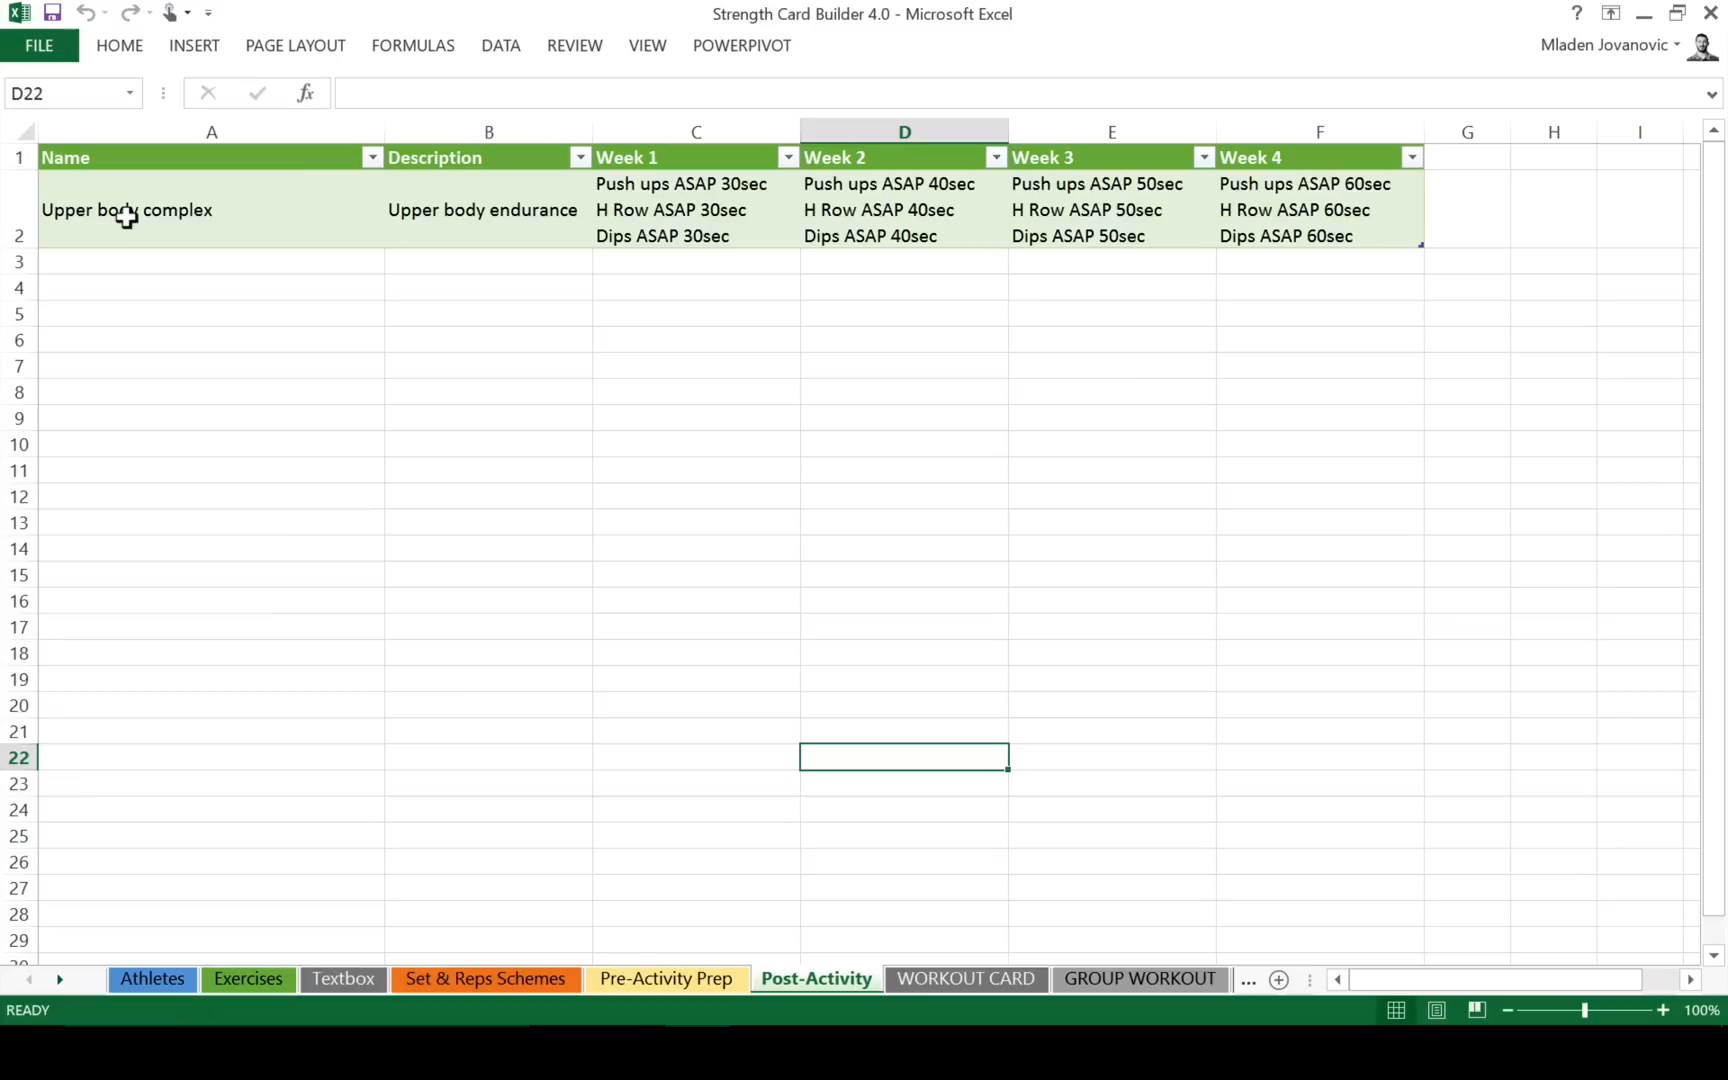 Strength Card Builder 4.0 - Microsoft Excel
?
FILE HOME INSERT PAGE LAYOUT FORMULAS DATA REVIEW VIEW POWERPIVOT Mladen Jovanovic
D22 fx
A B C D E F G H I
1 Name Description Week 1 Week 2 Week 3 Week 4
Push ups ASAP 30sec Push ups ASAP 40sec Push ups ASAP 50sec Push ups ASAP 60sec
Upper body complex Upper body endurance H Row ASAP 30sec H Row ASAP 40sec H Row ASAP 50sec H Row ASAP 60sec
2 Dips ASAP 30sec Dips ASAP 40sec Dips ASAP 50sec Dips ASAP 60sec
3
4
5
6
7
8
9
10
11
12
13
14
15
16
17
18
19
20
21
22
23
24
25
26
27
28
29
30
Athletes Exercises Textbox Set & Reps Schemes Pre-Activity Prep Post-Activity WORKOUT CARD GROUP WORKOUT ...
READY 100%